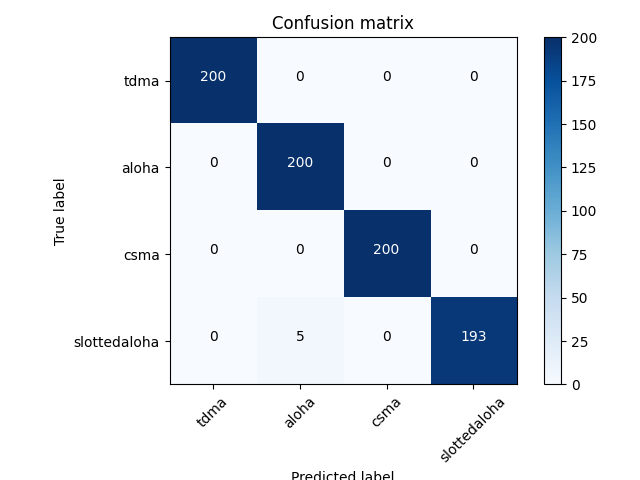 Confusion matrix
tdma 200 0 0 0
aloha 0 200 0 0
csma 0 0 200 0
slottedaloha 0 5 0 193
True label
tdma aloha csma slottedaloha
Predicted label
200
175
150
125
100
75
50
25
0